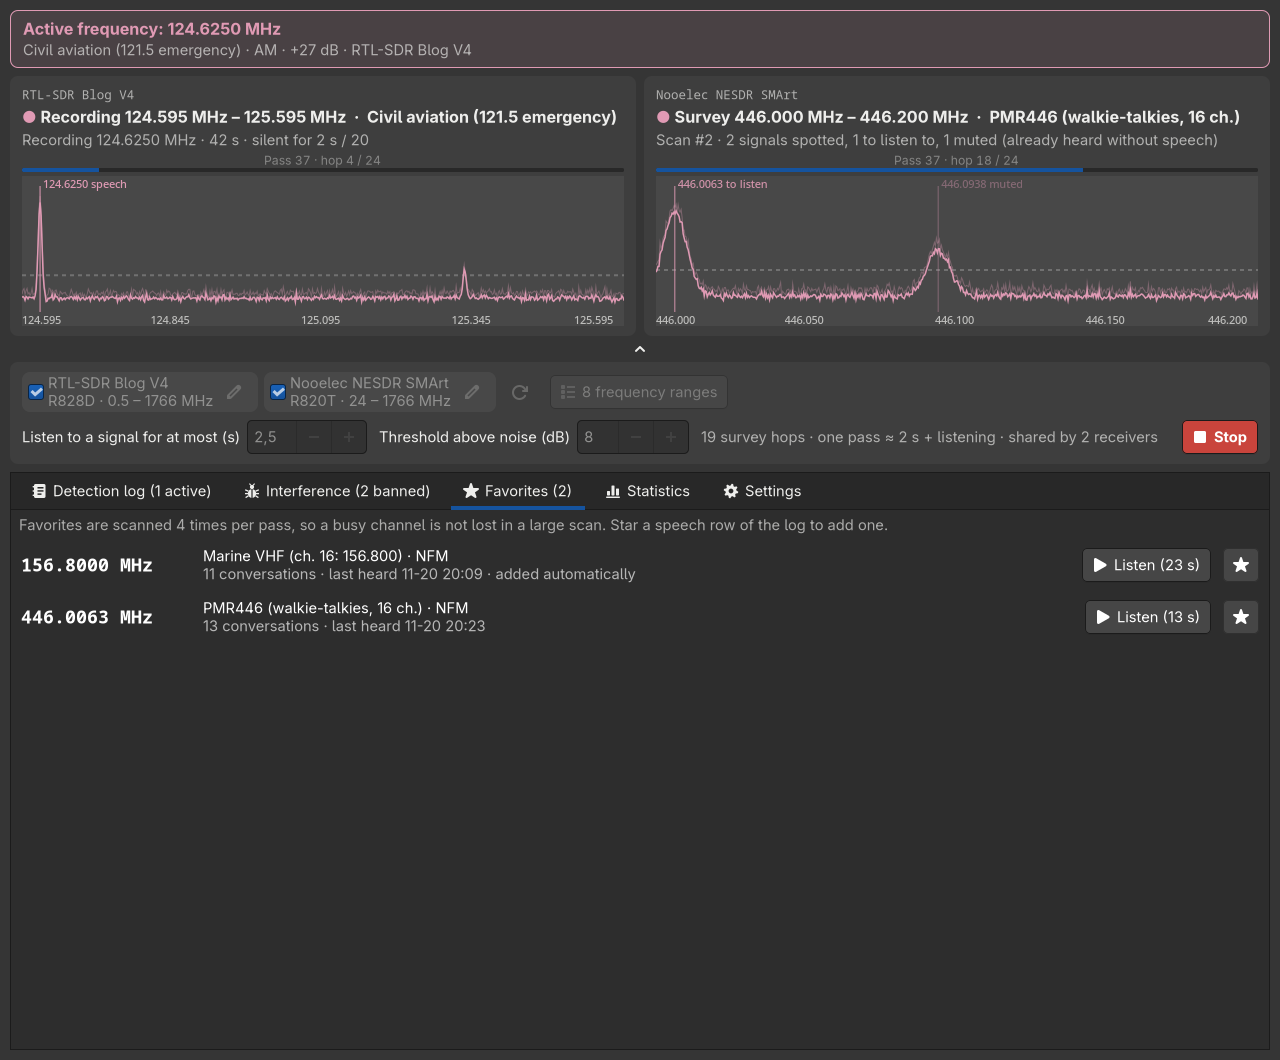 Active frequency: 124.6250 MHz
Civil aviation (121.5 emergency) · AM · +27 dB · RTL-SDR Blog V4
RTL-SDR Blog V4
Recording 124.595 MHz – 125.595 MHz · Civil aviation (121.5 emergency)
Recording 124.6250 MHz · 42 s · silent for 2 s / 20
Pass 37 · hop 4 / 24
124.6250 speech
124.595 124.845 125.095 125.345 125.595
Nooelec NESDR SMArt
Survey 446.000 MHz – 446.200 MHz · PMR446 (walkie-talkies, 16 ch.)
Scan #2 · 2 signals spotted, 1 to listen to, 1 muted (already heard without speech)
Pass 37 · hop 18 / 24
446.0063 to listen 446.0938 muted
446.000 446.050 446.100 446.150 446.200
RTL-SDR Blog V4
R828D · 0.5 – 1766 MHz
Nooelec NESDR SMArt
R820T · 24 – 1766 MHz
8 frequency ranges
Listen to a signal for at most (s) 2,5 − + Threshold above noise (dB) 8 − + 19 survey hops · one pass ≈ 2 s + listening · shared by 2 receivers Stop
Detection log (1 active) Interference (2 banned) Favorites (2) Statistics Settings
Favorites are scanned 4 times per pass, so a busy channel is not lost in a large scan. Star a speech row of the log to add one.
156.8000 MHz
Marine VHF (ch. 16: 156.800) · NFM
11 conversations · last heard 11-20 20:09 · added automatically
Listen (23 s)
446.0063 MHz
PMR446 (walkie-talkies, 16 ch.) · NFM
13 conversations · last heard 11-20 20:23
Listen (13 s)